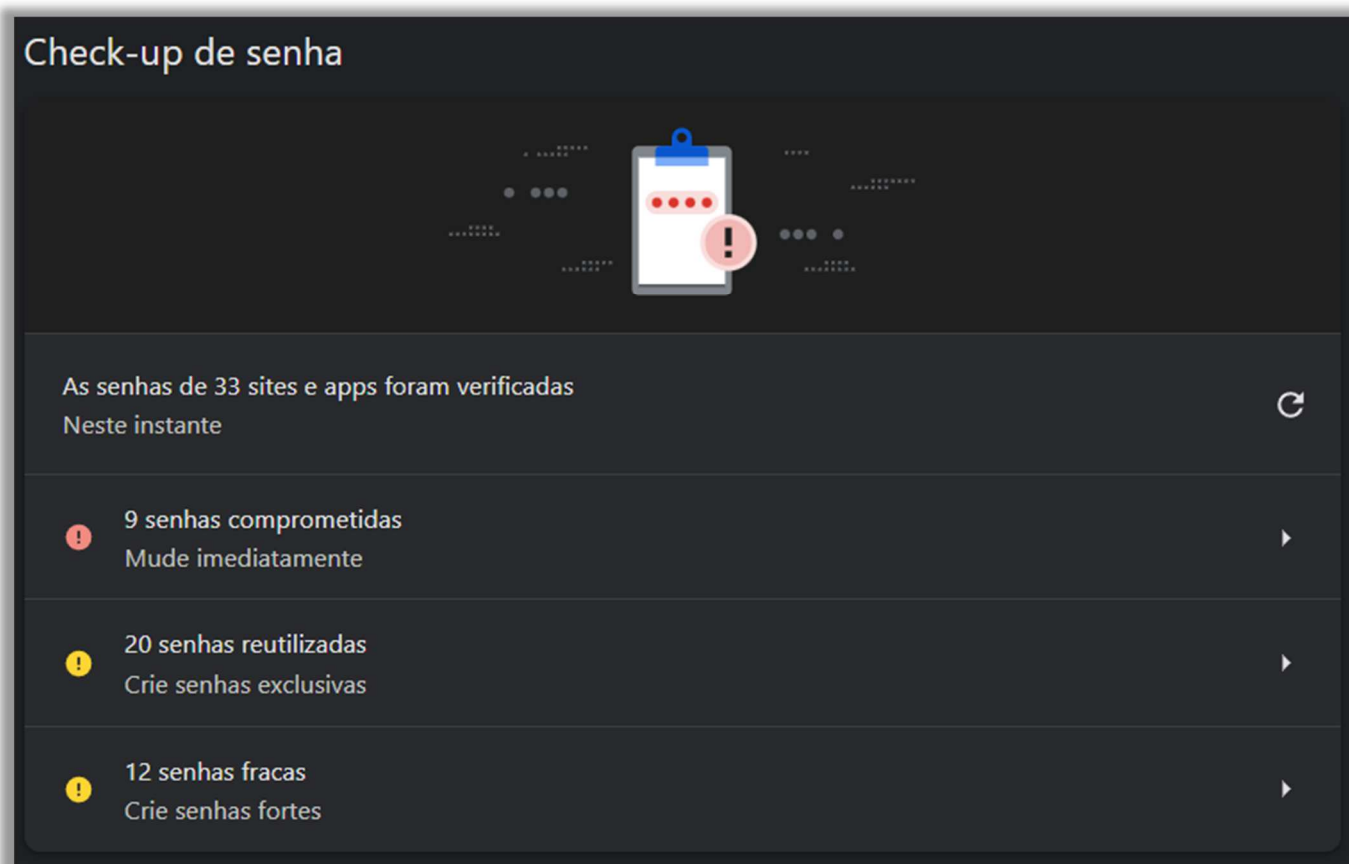 Check-up de senha
As senhas de 33 sites e apps foram verificadas
Neste instante
9 senhas comprometidas
Mude imediatamente
20 senhas reutilizadas
Crie senhas exclusivas
12 senhas fracas
Crie senhas fortes